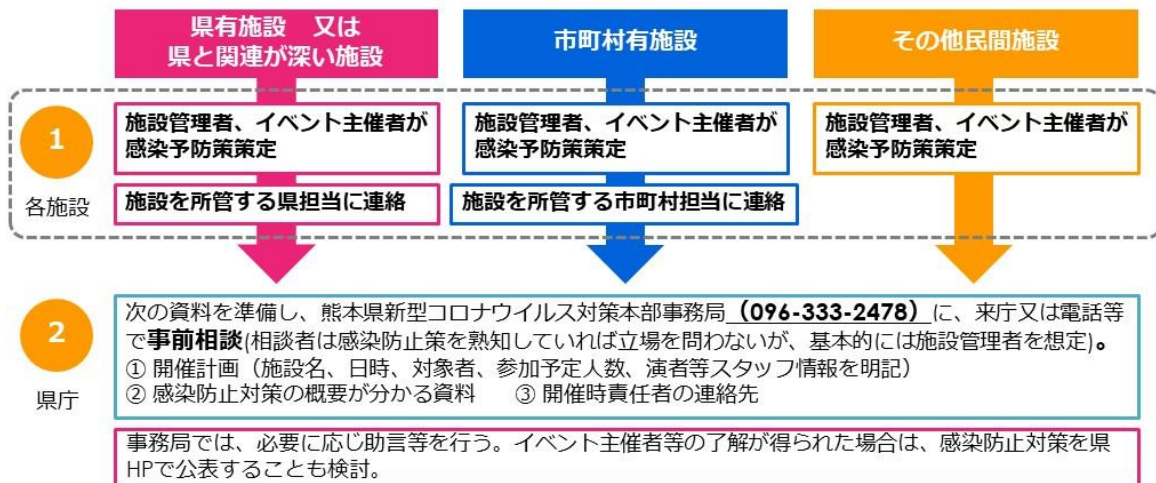 県有施設　又は
県と関連が深い施設
市町村有施設
その他民間施設
1
各施設
施設管理者、イベント主催者が
感染予防策策定
施設を所管する県担当に連絡
施設管理者、イベント主催者が
感染予防策策定
施設を所管する市町村担当に連絡
施設管理者、イベント主催者が
感染予防策策定
2
県庁
次の資料を準備し、熊本県新型コロナウイルス対策本部事務局（096-333-2478）に、来庁又は電話等
で事前相談(相談者は感染防止策を熟知していれば立場を問わないが、基本的には施設管理者を想定)。
① 開催計画（施設名、日時、対象者、参加予定人数、演者等スタッフ情報を明記）
② 感染防止対策の概要が分かる資料　　③ 開催時責任者の連絡先
事務局では、必要に応じ助言等を行う。イベント主催者等の了解が得られた場合は、感染防止対策を県
HPで公表することも検討。